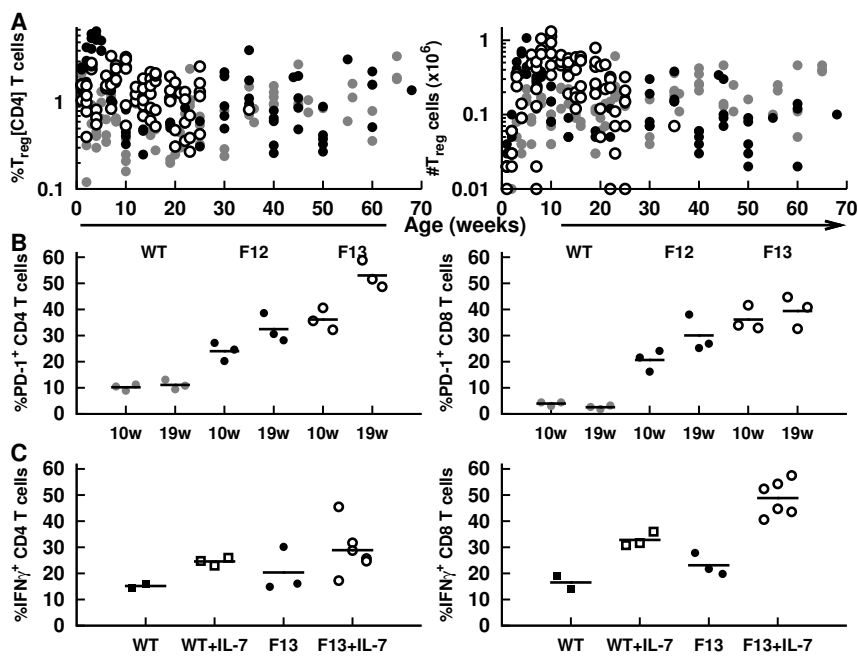 A
%Treg[CD4] T cells
1
0.1
0 10 20 30 40 50 60 70
#Treg cells (x10⁶)
1
0.1
0.01
0 10 20 30 40 50 60 70
Age (weeks)
B
%PD-1⁺ CD4 T cells
60
50
40
30
20
10
0
WT F12 F13
10w 19w 10w 19w 10w 19w
%PD-1⁺ CD8 T cells
60
50
40
30
20
10
0
WT F12 F13
10w 19w 10w 19w 10w 19w
C
%IFNγ⁺ CD4 T cells
60
50
40
30
20
10
0
WT WT+IL-7 F13 F13+IL-7
%IFNγ⁺ CD8 T cells
60
50
40
30
20
10
0
WT WT+IL-7 F13 F13+IL-7